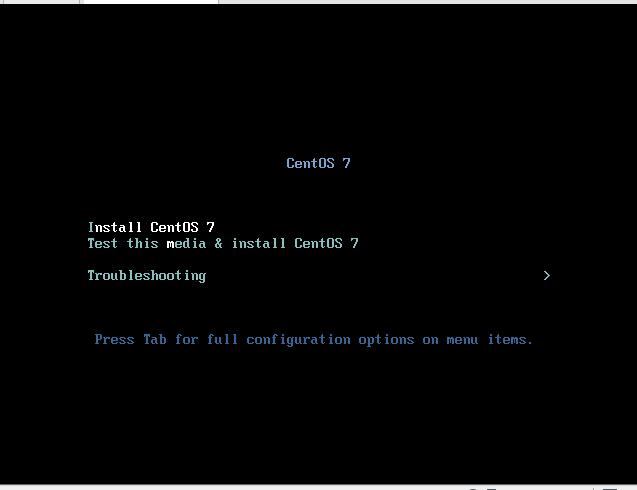 CentOS 7
Install CentOS 7
Test this media & install CentOS 7
Troubleshooting >
Press Tab for full configuration options on menu items.